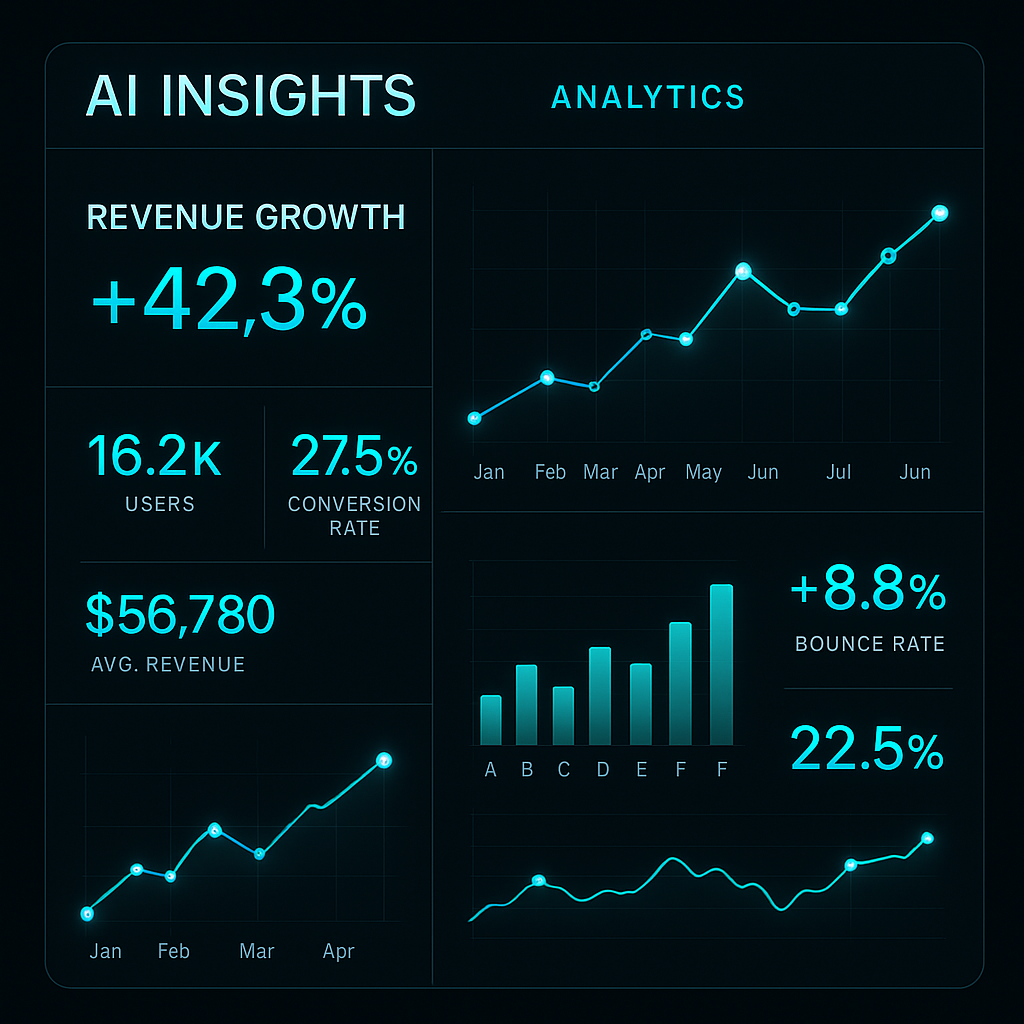 AI INSIGHTS
ANALYTICS
REVENUE GROWTH
+42,3%
16.2K
USERS
27.5%
CONVERSION
RATE
$56,780
AVG. REVENUE
Jan Feb Mar Apr
Jan Feb Mar Apr May Jun Jul Jun
A B C D E F F
+8.8%
BOUNCE RATE
22.5%